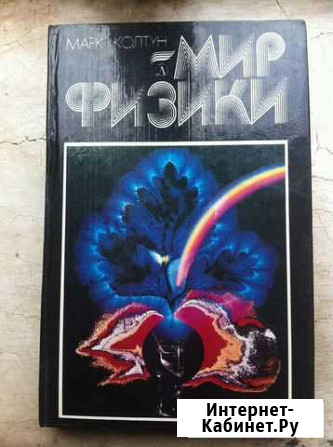 МАРК КОЛТУН
МИР
ФИЗИКИ
Интернет-
Кабинет.Ру